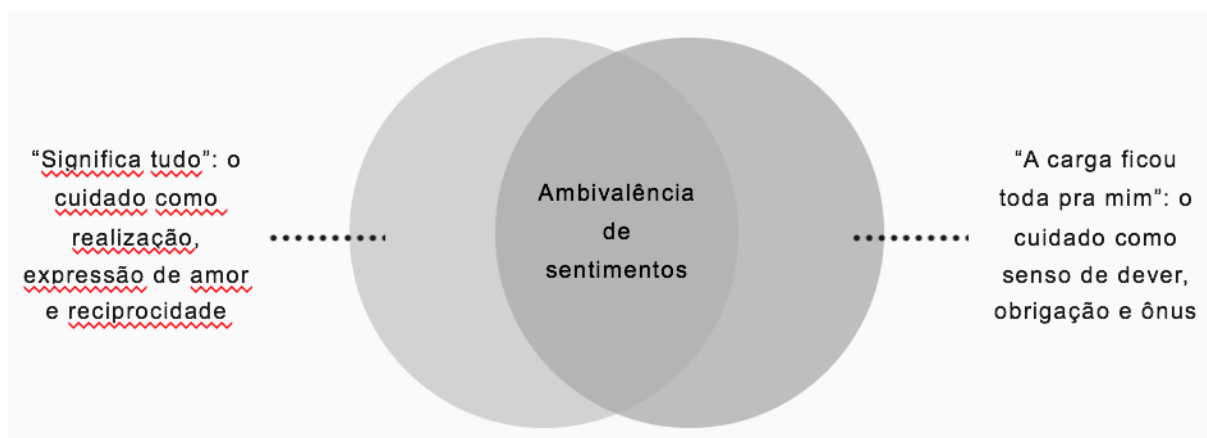 “Significa tudo”: o
cuidado como
realização,
expressão de amor
e reciprocidade
Ambivalência
de
sentimentos
“A carga ficou
toda pra mim”: o
cuidado como
senso de dever,
obrigação e ônus